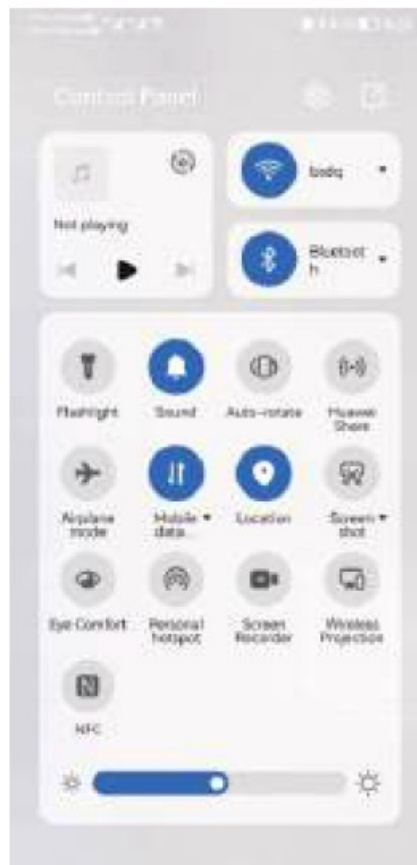 Control Panel
Not playing
Bluetoot
h
Flashlight
Sound
Auto-rotate
Huawei
Share
Airplane
mode
Mobile
data...
Location
Screen
shot
Eye Comfort
Personal
hotspot
Screen
Recorder
Wireless
Projection
NFC